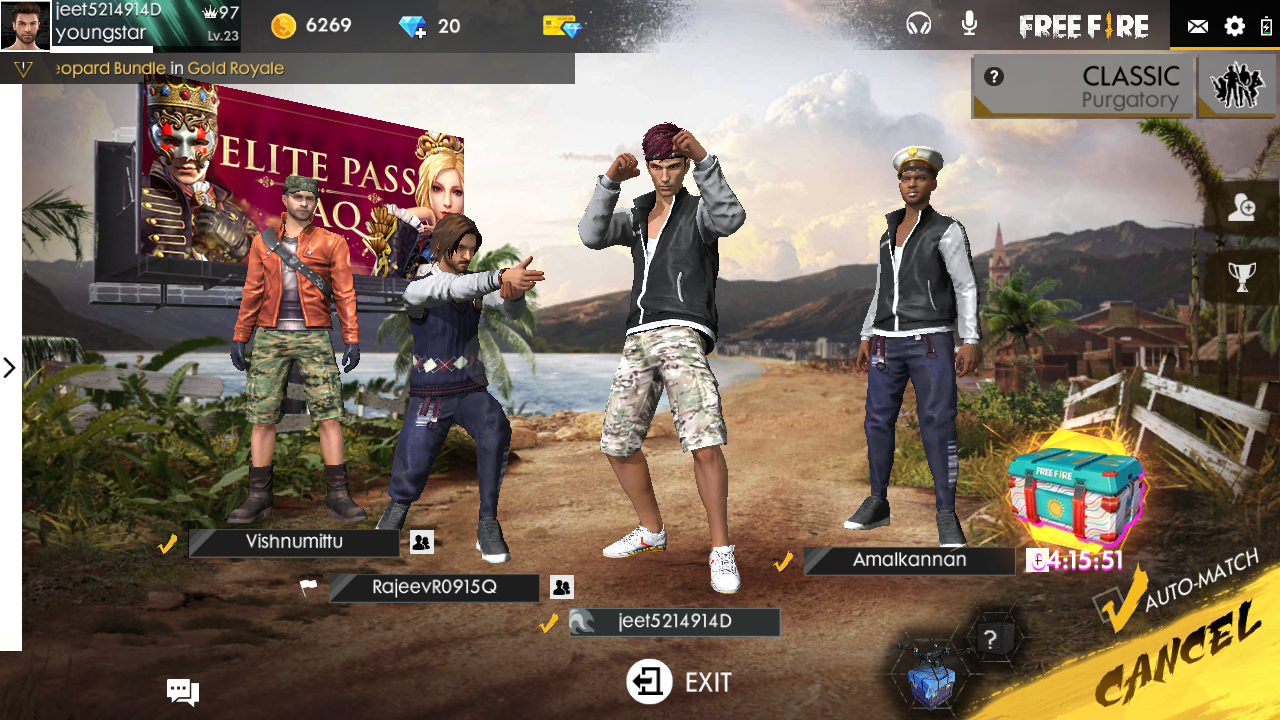 jeet5214914D
97
youngstar
Lv.23
6269
20
FREE FIRE
eopard Bundle in Gold Royale
?
CLASSIC
Purgatory
ELITE PASS
FAQ
FREE FIRE
Vishnumittu
Amalkannan
04:15:51
RajeevR0915Q
jeet5214914D
AUTO-MATCH
?
CANCEL
EXIT